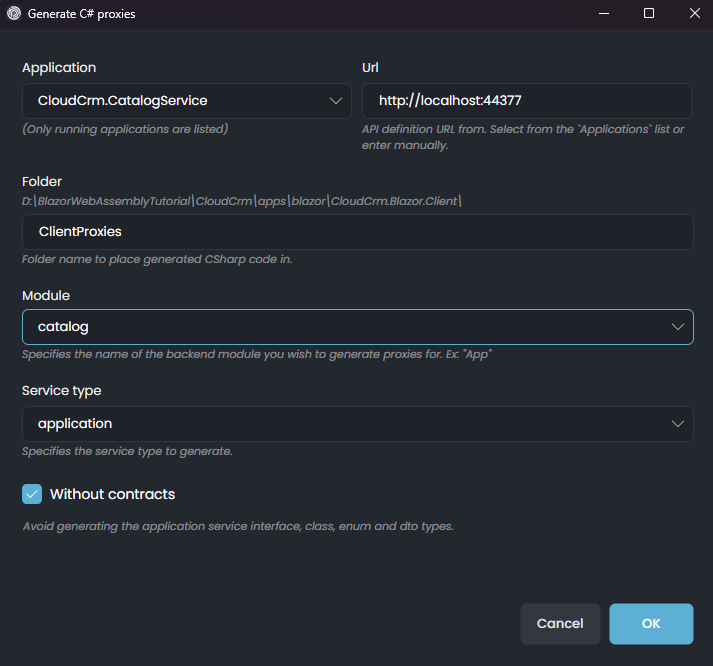 Generate C# proxies
Application
Url
CloudCrm.CatalogService
http://localhost:44377
(Only running applications are listed)
API definition URL from. Select from the `Applications` list or
enter manually.
Folder
D:\BlazorWebAssemblyTutorial\CloudCrm\apps\blazor\CloudCrm.Blazor.Client\
ClientProxies
Folder name to place generated CSharp code in.
Module
catalog
Specifies the name of the backend module you wish to generate proxies for. Ex: "App"
Service type
application
Specifies the service type to generate.
Without contracts
Avoid generating the application service interface, class, enum and dto types.
Cancel
OK